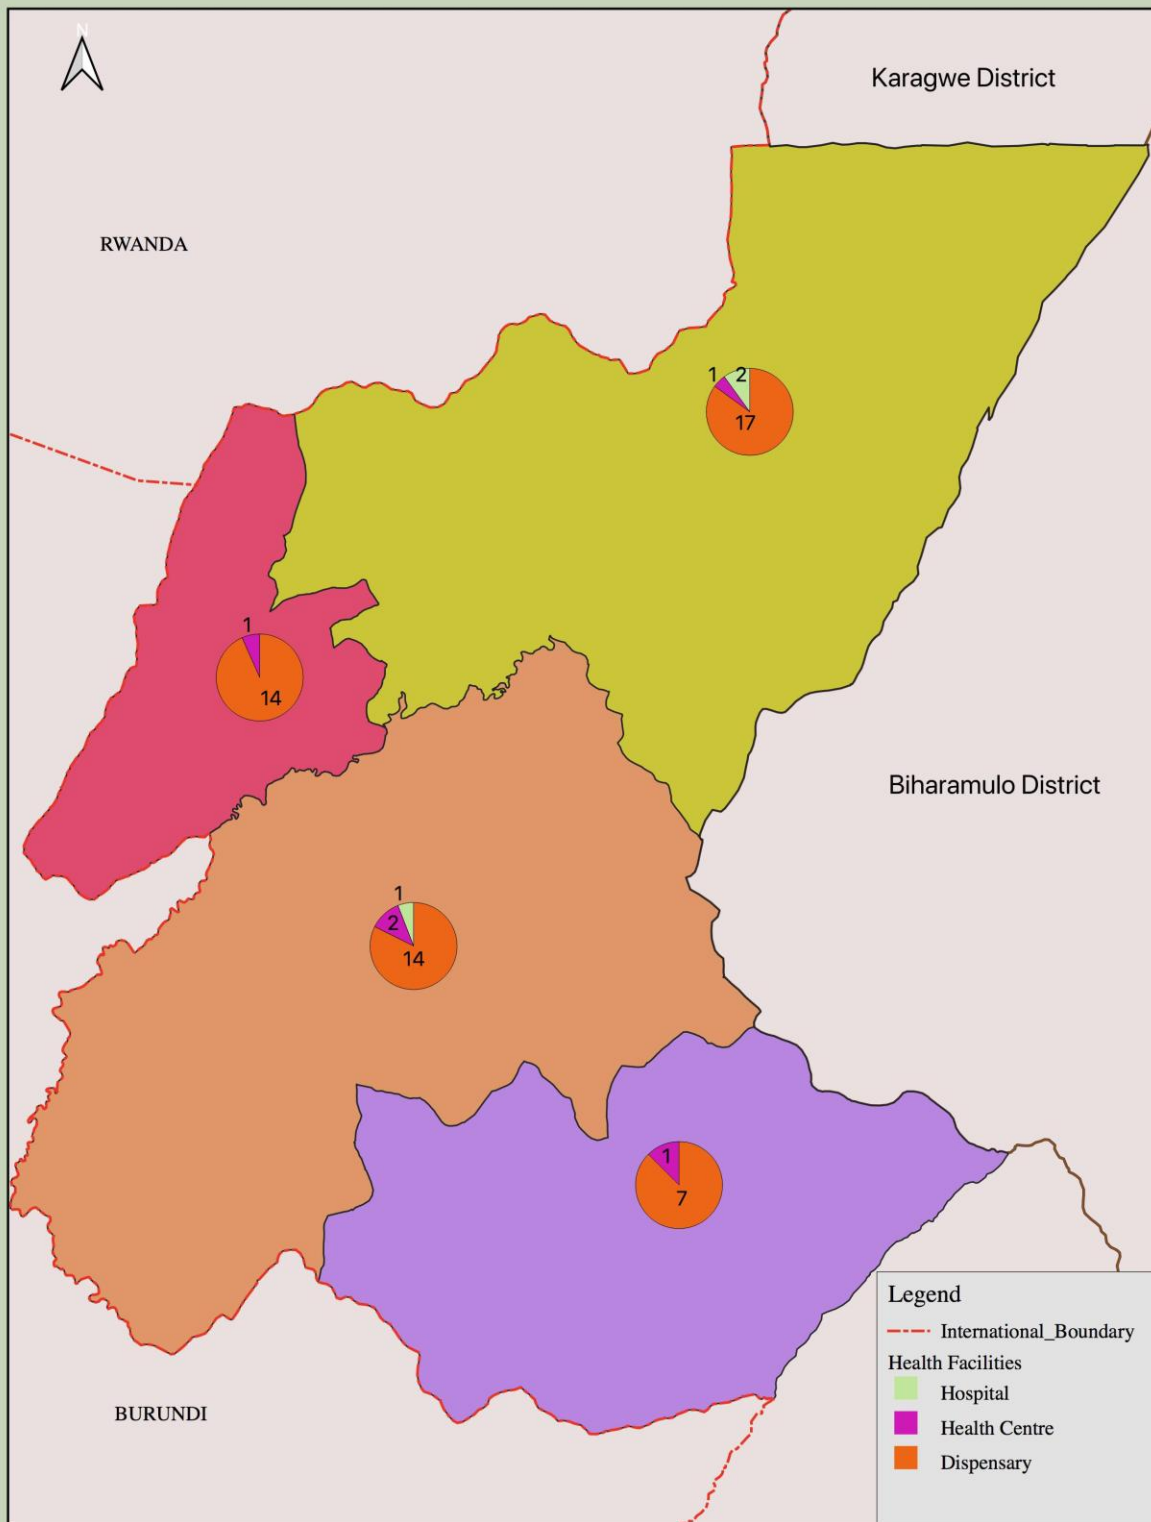 N
Karagwe District
RWANDA
1 2
17
1
14
Biharamulo District
1
2
14
1
7
Legend
International_Boundary
Health Facilities
Hospital
Health Centre
Dispensary
BURUNDI